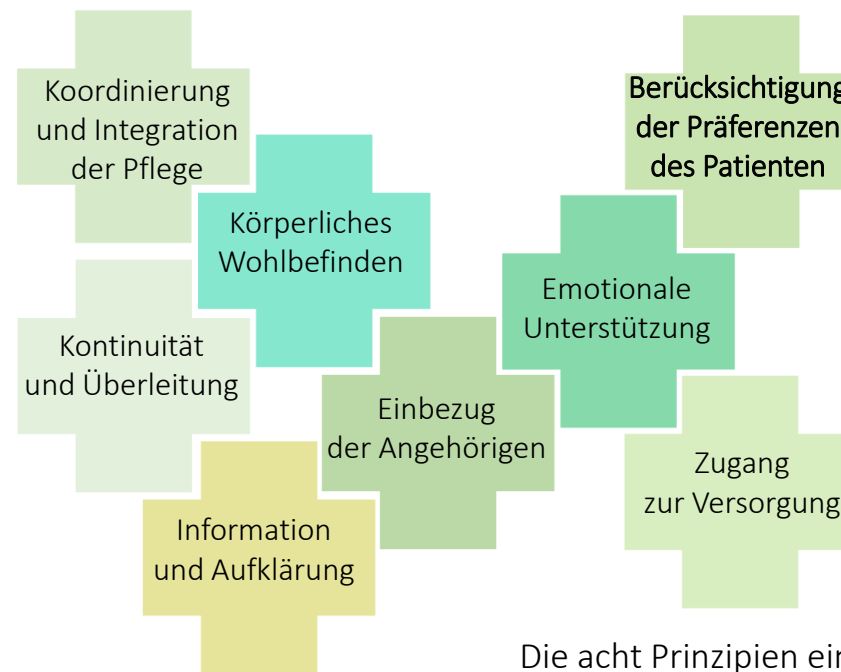 Koordinierung
und Integration
der Pflege
Berücksichtigung
der Präferenzen
des Patienten
Körperliches
Wohlbefinden
Emotionale
Unterstützung
Kontinuität
und Überleitung
Einbezug
der Angehörigen
Zugang
zur Versorgung
Information
und Aufklärung
Die acht Prinzipien